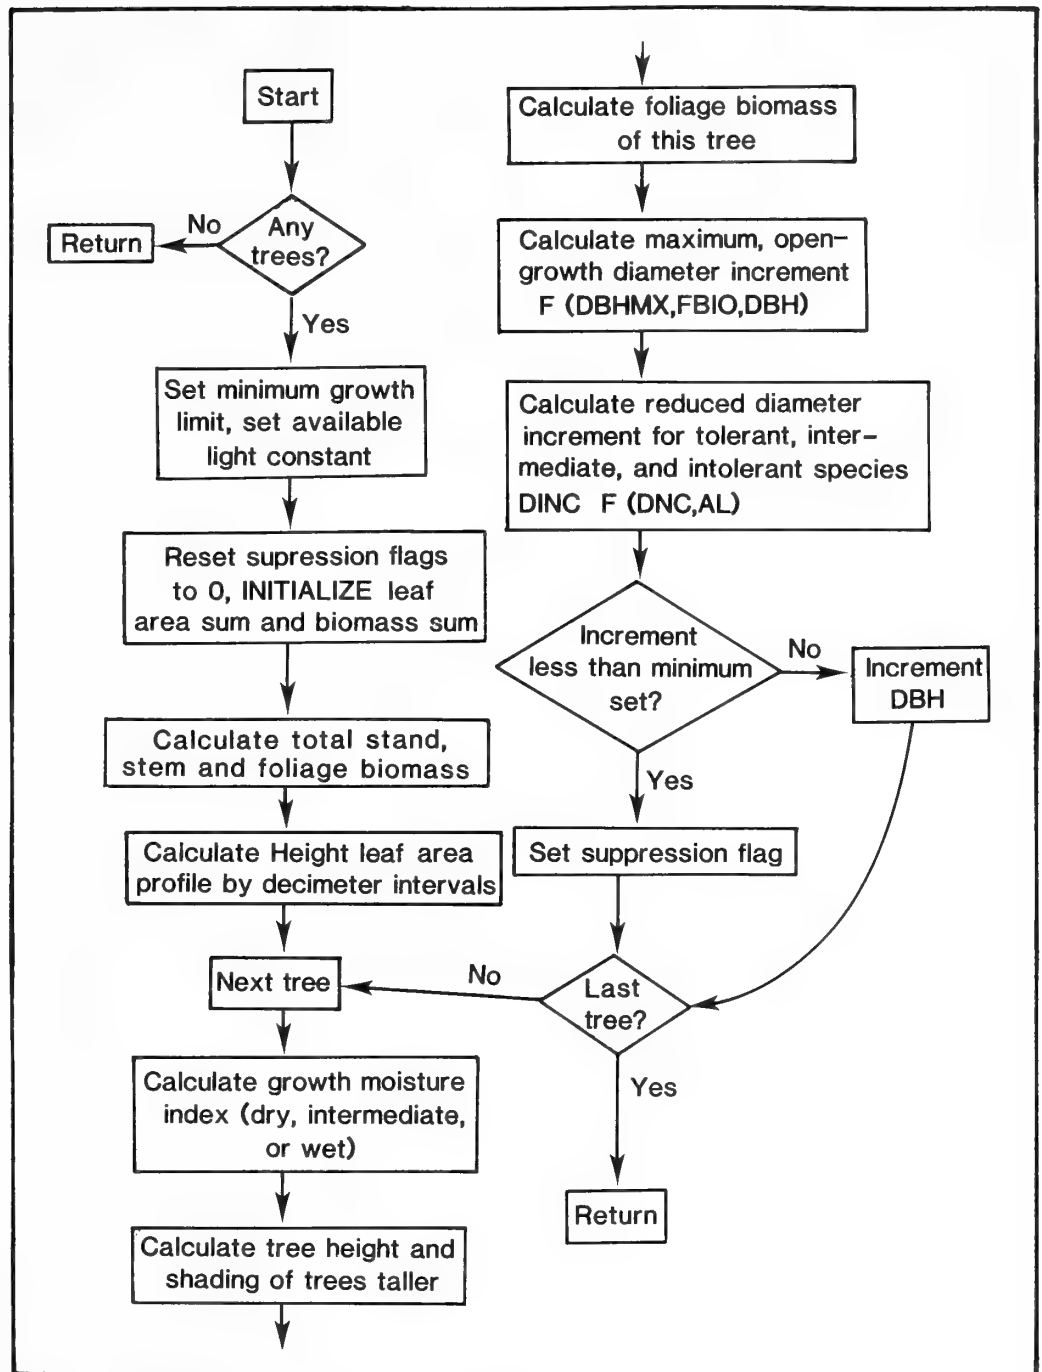 Start
Any
trees?
No
Return
Yes
Set minimum growth
limit, set available
light constant
Reset supression flags
to 0, INITIALIZE leaf
area sum and biomass sum
Calculate total stand,
stem and foliage biomass
Calculate Height leaf area
profile by decimeter intervals
Next tree
Calculate growth moisture
index (dry, intermediate,
or wet)
Calculate tree height and
shading of trees taller
Calculate foliage biomass
of this tree
Calculate maximum, open-
growth diameter increment
F (DBHMX,FBIO,DBH)
Calculate reduced diameter
increment for tolerant, inter-
mediate, and intolerant species
DINC F (DNC,AL)
Increment
less than minimum
set?
No
Increment
DBH
Yes
Set suppression flag
Last
tree?
No
Yes
Return